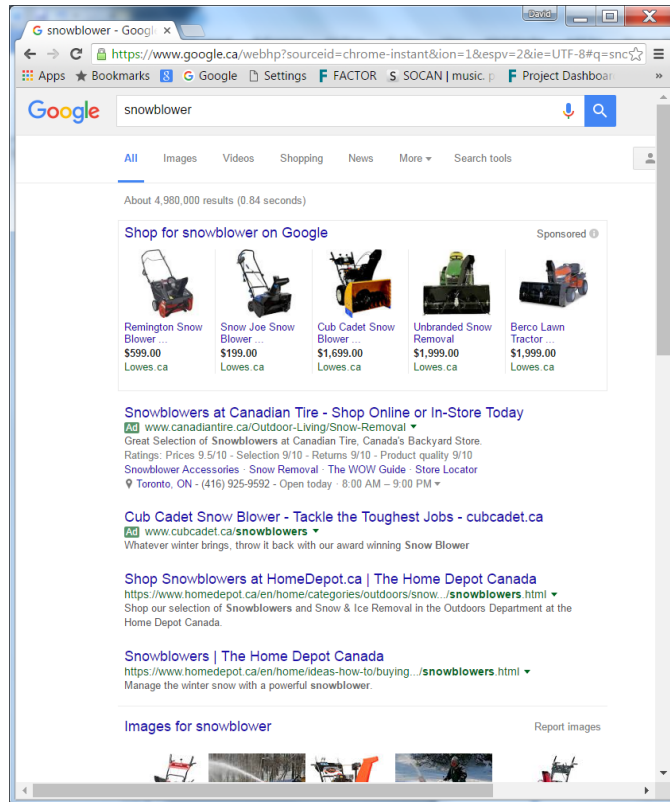 David
G snowblower - Googl
https://www.google.ca/webhp?sourceid=chrome-instant&ion=1&espv=2&ie=UTF-8#q=snc
Apps Bookmarks 8 G Google Settings F FACTOR S SOCAN | music. p F Project Dashboar »
Google snowblower
All Images Videos Shopping News More Search tools
About 4,980,000 results (0.84 seconds)
Shop for snowblower on Google Sponsored
Remington Snow Blower ...
$599.00
Lowes.ca
Snow Joe Snow Blower ...
$199.00
Lowes.ca
Cub Cadet Snow Blower ...
$1,699.00
Lowes.ca
Unbranded Snow Removal
$1,999.00
Lowes.ca
Berco Lawn Tractor ...
$1,999.00
Lowes.ca
Snowblowers at Canadian Tire - Shop Online or In-Store Today
Ad www.canadiantire.ca/Outdoor-Living/Snow-Removal
Great Selection of Snowblowers at Canadian Tire, Canada's Backyard Store.
Ratings: Prices 9.5/10 - Selection 9/10 - Returns 9/10 - Product quality 9/10
Snowblower Accessories · Snow Removal · The WOW Guide · Store Locator
Toronto, ON - (416) 925-9592 - Open today · 8:00 AM – 9:00 PM
Cub Cadet Snow Blower - Tackle the Toughest Jobs - cubcadet.ca
Ad www.cubcadet.ca/snowblowers
Whatever winter brings, throw it back with our award winning Snow Blower
Shop Snowblowers at HomeDepot.ca | The Home Depot Canada
https://www.homedepot.ca/en/home/categories/outdoors/snow.../snowblowers.html
Shop our selection of Snowblowers and Snow & Ice Removal in the Outdoors Department at the
Home Depot Canada.
Snowblowers | The Home Depot Canada
https://www.homedepot.ca/en/home/ideas-how-to/buying.../snowblowers.html
Manage the winter snow with a powerful snowblower.
Images for snowblower Report images